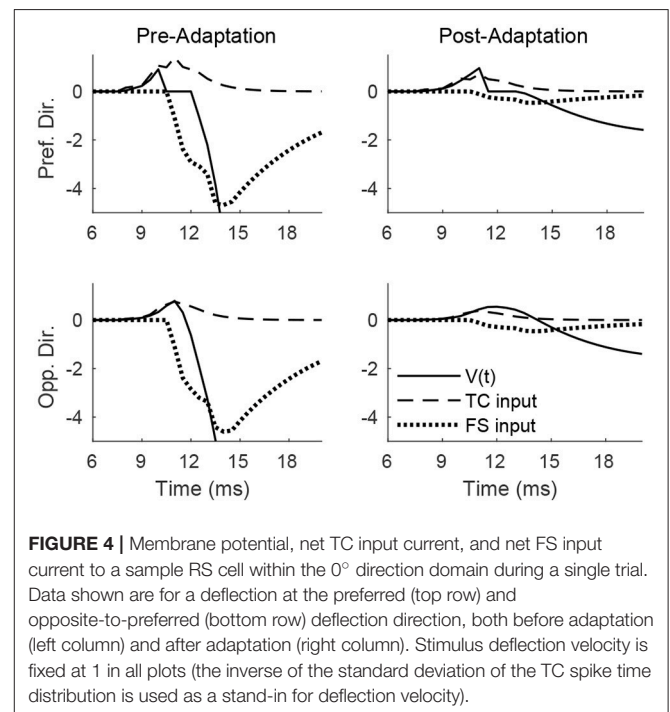 Pre-Adaptation
Post-Adaptation
Pref. Dir.
0
-2
-4
6 9 12 15 18
0
-2
-4
6 9 12 15 18
Opp. Dir.
0
-2
-4
6 9 12 15 18
Time (ms)
0
-2
-4
V(t)
TC input
FS input
6 9 12 15 18
Time (ms)
FIGURE 4 | Membrane potential, net TC input current, and net FS input
current to a sample RS cell within the 0° direction domain during a single trial.
Data shown are for a deflection at the preferred (top row) and
opposite-to-preferred (bottom row) deflection direction, both before adaptation
(left column) and after adaptation (right column). Stimulus deflection velocity is
fixed at 1 in all plots (the inverse of the standard deviation of the TC spike time
distribution is used as a stand-in for deflection velocity).